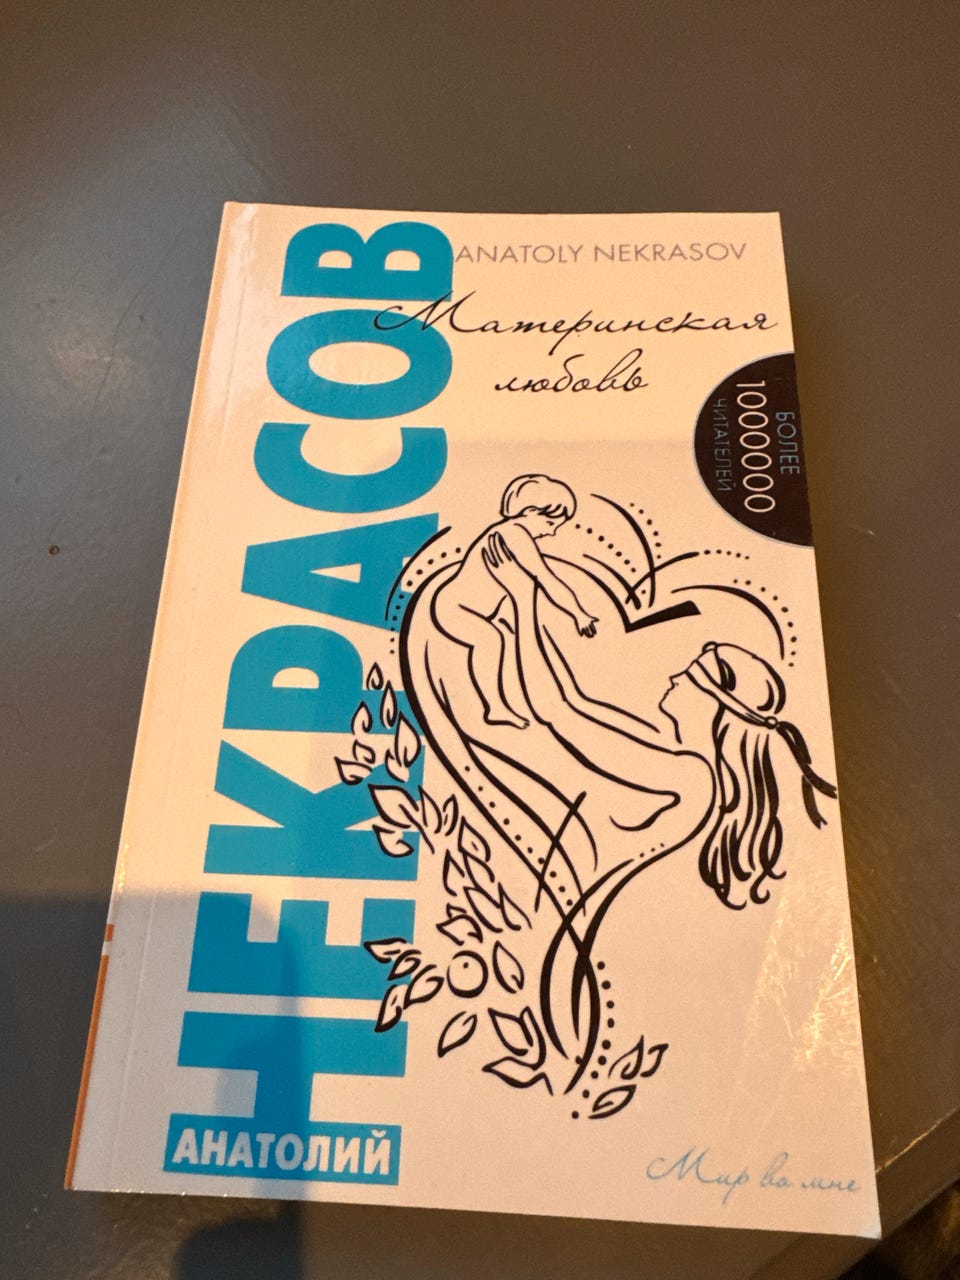 ANATOLY NEKRASOV
Материнская
любовь
БОЛЕЕ
1000000
ЧИТАТЕЛЕЙ
НЕКРАСОВ
АНАТОЛИЙ
Мир во мне